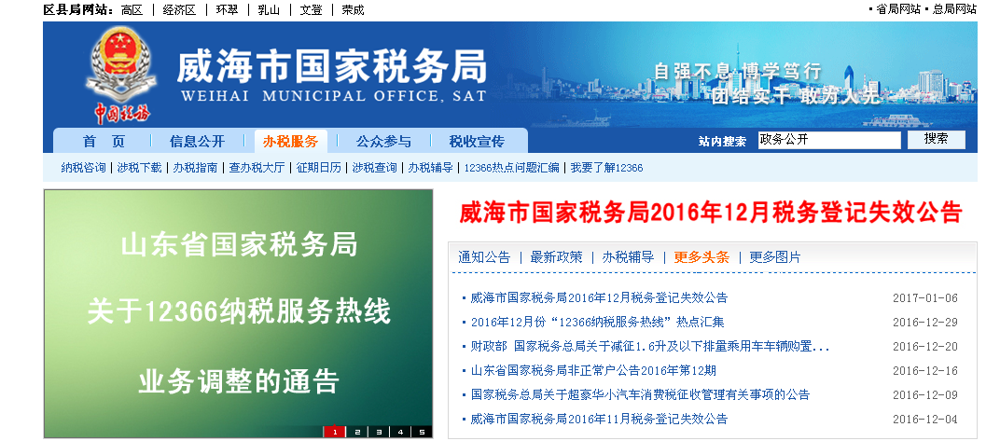 区县局网站： 高区 | 经济区 | 环翠 | 乳山 | 文登 | 荣成
• 省局网站 • 总局网站
威海市国家税务局
WEIHAI MUNICIPAL OFFICE, SAT
中国税务
自强不息 博学笃行
团结实干 敢为人先
首 页 | 信息公开 | 办税服务 | 公众参与 | 税收宣传
站内搜索 政务公开 搜索
纳税咨询 | 涉税下载 | 办税指南 | 查办税大厅 | 征期日历 | 涉税查询 | 办税辅导 | 12366热点问题汇编 | 我要了解12366
山东省国家税务局
关于12366纳税服务热线
业务调整的通告
1 2 3 4 5
威海市国家税务局2016年12月税务登记失效公告
通知公告 | 最新政策 | 办税辅导 | 更多头条 | 更多图片
• 威海市国家税务局2016年12月税务登记失效公告 2017-01-06
• 2016年12月份“12366纳税服务热线”热点汇集 2016-12-29
• 财政部 国家税务总局关于减征1.6升及以下排量乘用车车辆购置... 2016-12-20
• 山东省国家税务局非正常户公告2016年第12期 2016-12-16
• 国家税务总局关于超豪华小汽车消费税征收管理有关事项的公告 2016-12-09
• 威海市国家税务局2016年11月税务登记失效公告 2016-12-04